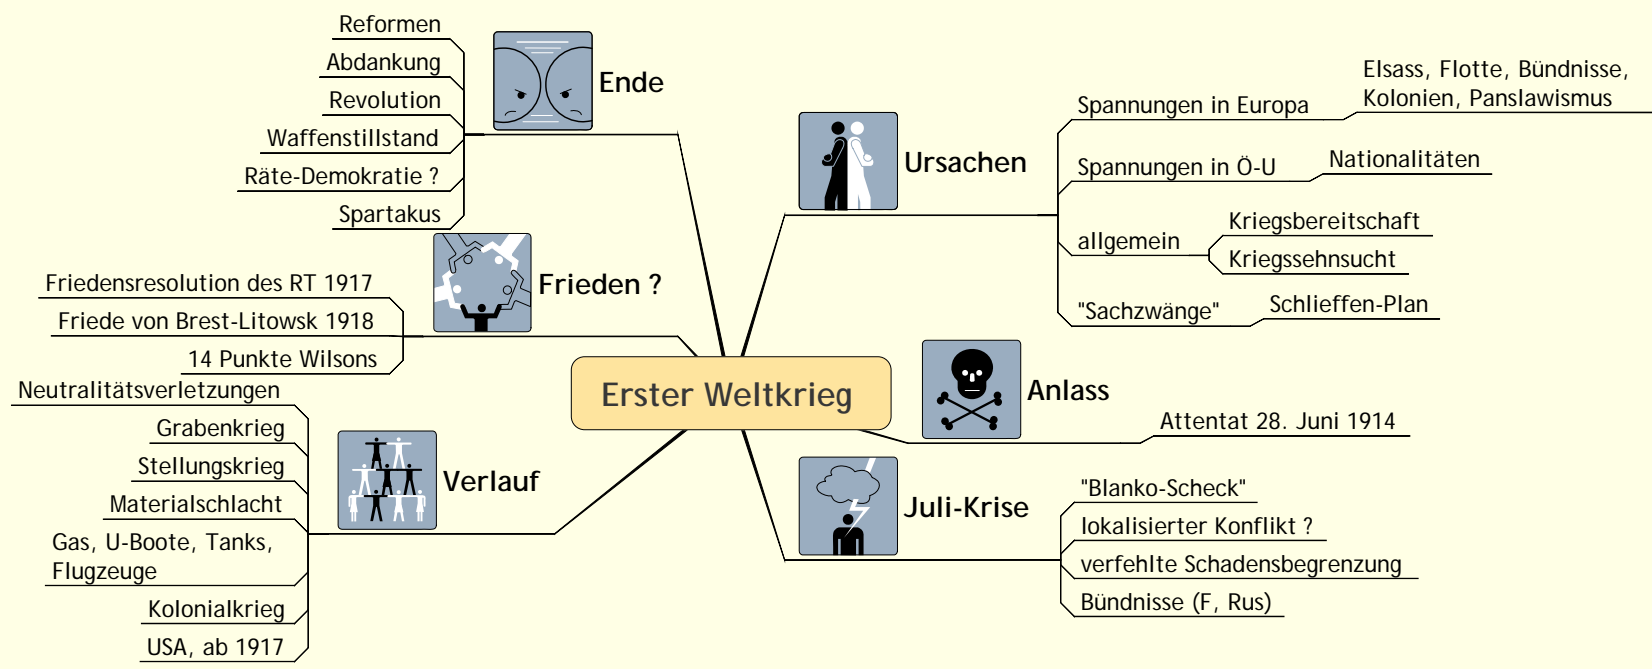 Erster Weltkrieg
Ursachen
Spannungen in Europa
Elsass, Flotte, Bündnisse,
Kolonien, Panslawismus
Spannungen in Ö-U
Nationalitäten
allgemein
Kriegsbereitschaft
Kriegssehnsucht
"Sachzwänge"
Schlieffen-Plan
Anlass
Attentat 28. Juni 1914
Juli-Krise
"Blanko-Scheck"
lokalisierter Konflikt ?
verfehlte Schadensbegrenzung
Bündnisse (F, Rus)
Verlauf
Neutralitätsverletzungen
Grabenkrieg
Stellungskrieg
Materialschlacht
Gas, U-Boote, Tanks,
Flugzeuge
Kolonialkrieg
USA, ab 1917
Frieden ?
Friedensresolution des RT 1917
Friede von Brest-Litowsk 1918
14 Punkte Wilsons
Ende
Reformen
Abdankung
Revolution
Waffenstillstand
Räte-Demokratie ?
Spartakus